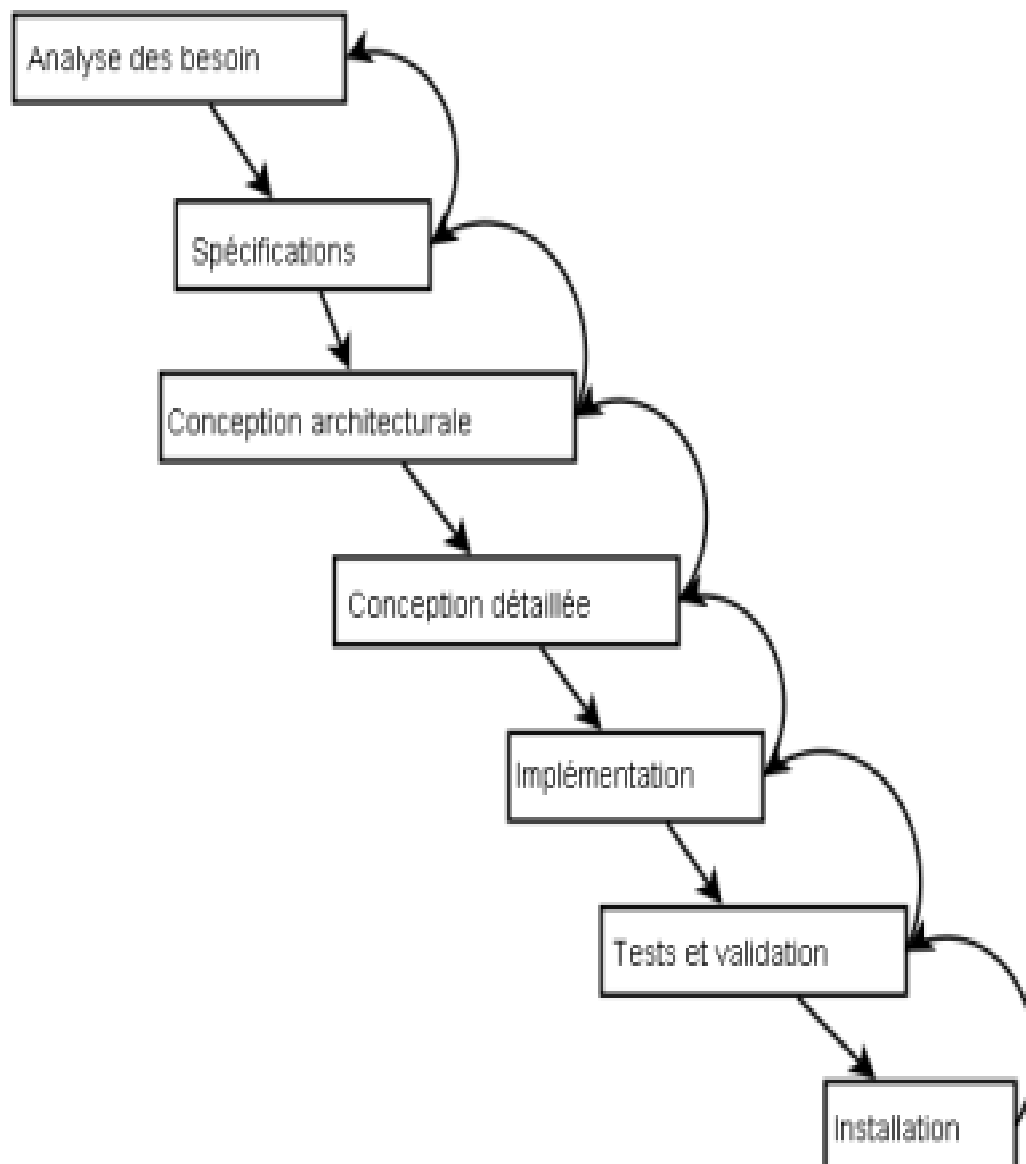 Analyse des besoin
Spécifications
Conception architecturale
Conception détaillée
Implémentation
Tests et validation
Installation